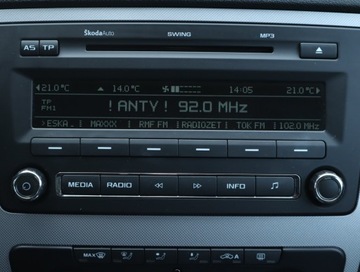 ŠkodaAuto SWING MP3
AS TP
21.0°C 14.0°C 14:05 21.0°C
TP
FM1
! ANTY! 92.0 MHz
ESKA . MAXXX RMF FM RADIOZET TOK FM 102.0 MHz
MEDIA RADIO INFO
MAX A